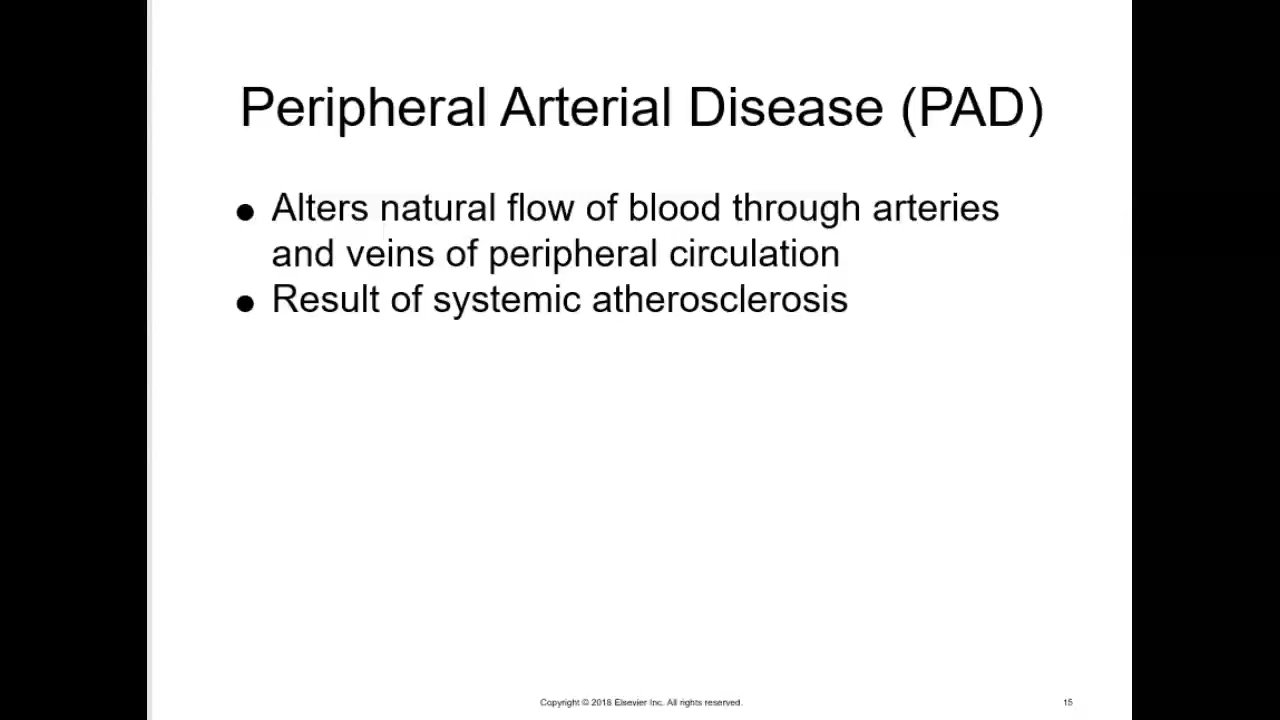 Peripheral Arterial Disease (PAD)
● Alters natural flow of blood through arteries
and veins of peripheral circulation
● Result of systemic atherosclerosis
Copyright © 2018 Elsevier Inc. All rights reserved.
15